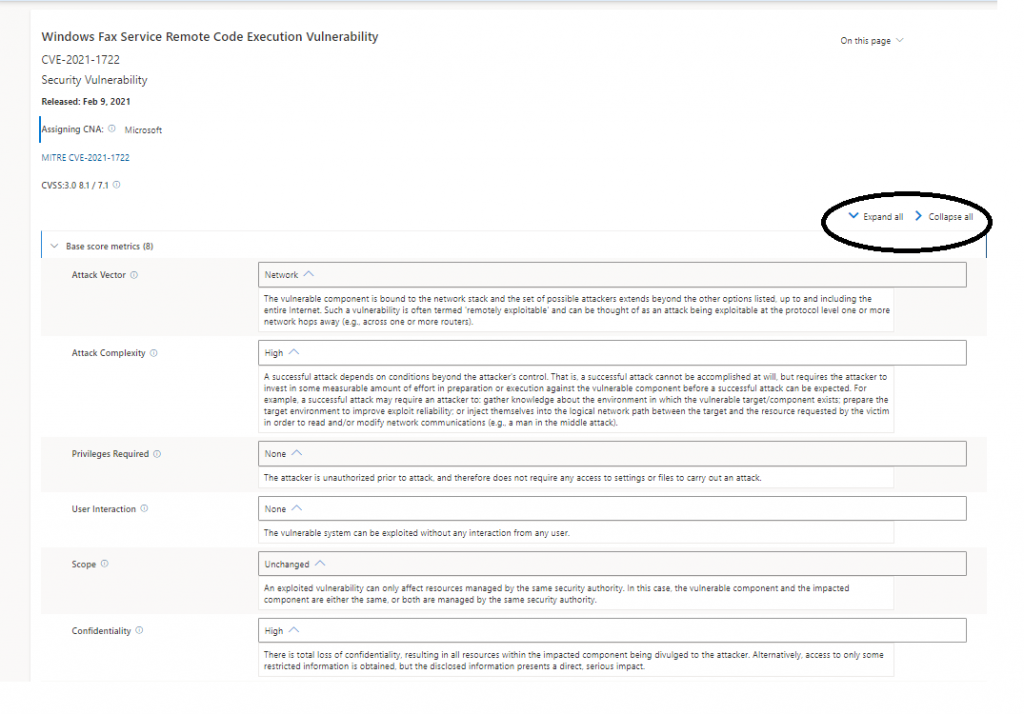 Windows Fax Service Remote Code Execution Vulnerability
On this page
CVE-2021-1722
Security Vulnerability
Released: Feb 9, 2021
Assigning CNA: Microsoft
MITRE CVE-2021-1722
CVSS:3.0 8.1 / 7.1
Expand all Collapse all
Base score metrics (8)
Attack Vector
Network
The vulnerable component is bound to the network stack and the set of possible attackers extends beyond the other options listed, up to and including the
entire Internet. Such a vulnerability is often termed 'remotely exploitable' and can be thought of as an attack being exploitable at the protocol level one or more
network hops away (e.g., across one or more routers).
Attack Complexity
High
A successful attack depends on conditions beyond the attacker's control. That is, a successful attack cannot be accomplished at will, but requires the attacker to
invest in some measurable amount of effort in preparation or execution against the vulnerable component before a successful attack can be expected. For
example, a successful attack may require an attacker to: gather knowledge about the environment in which the vulnerable target/component exists; prepare the
target environment to improve exploit reliability; or inject themselves into the logical network path between the target and the resource requested by the victim
in order to read and/or modify network communications (e.g., a man in the middle attack).
Privileges Required
None
The attacker is unauthorized prior to attack, and therefore does not require any access to settings or files to carry out an attack.
User Interaction
None
The vulnerable system can be exploited without any interaction from any user.
Scope
Unchanged
An exploited vulnerability can only affect resources managed by the same security authority. In this case, the vulnerable component and the impacted
component are either the same, or both are managed by the same security authority.
Confidentiality
High
There is total loss of confidentiality, resulting in all resources within the impacted component being divulged to the attacker. Alternatively, access to only some
restricted information is obtained, but the disclosed information presents a direct, serious impact.